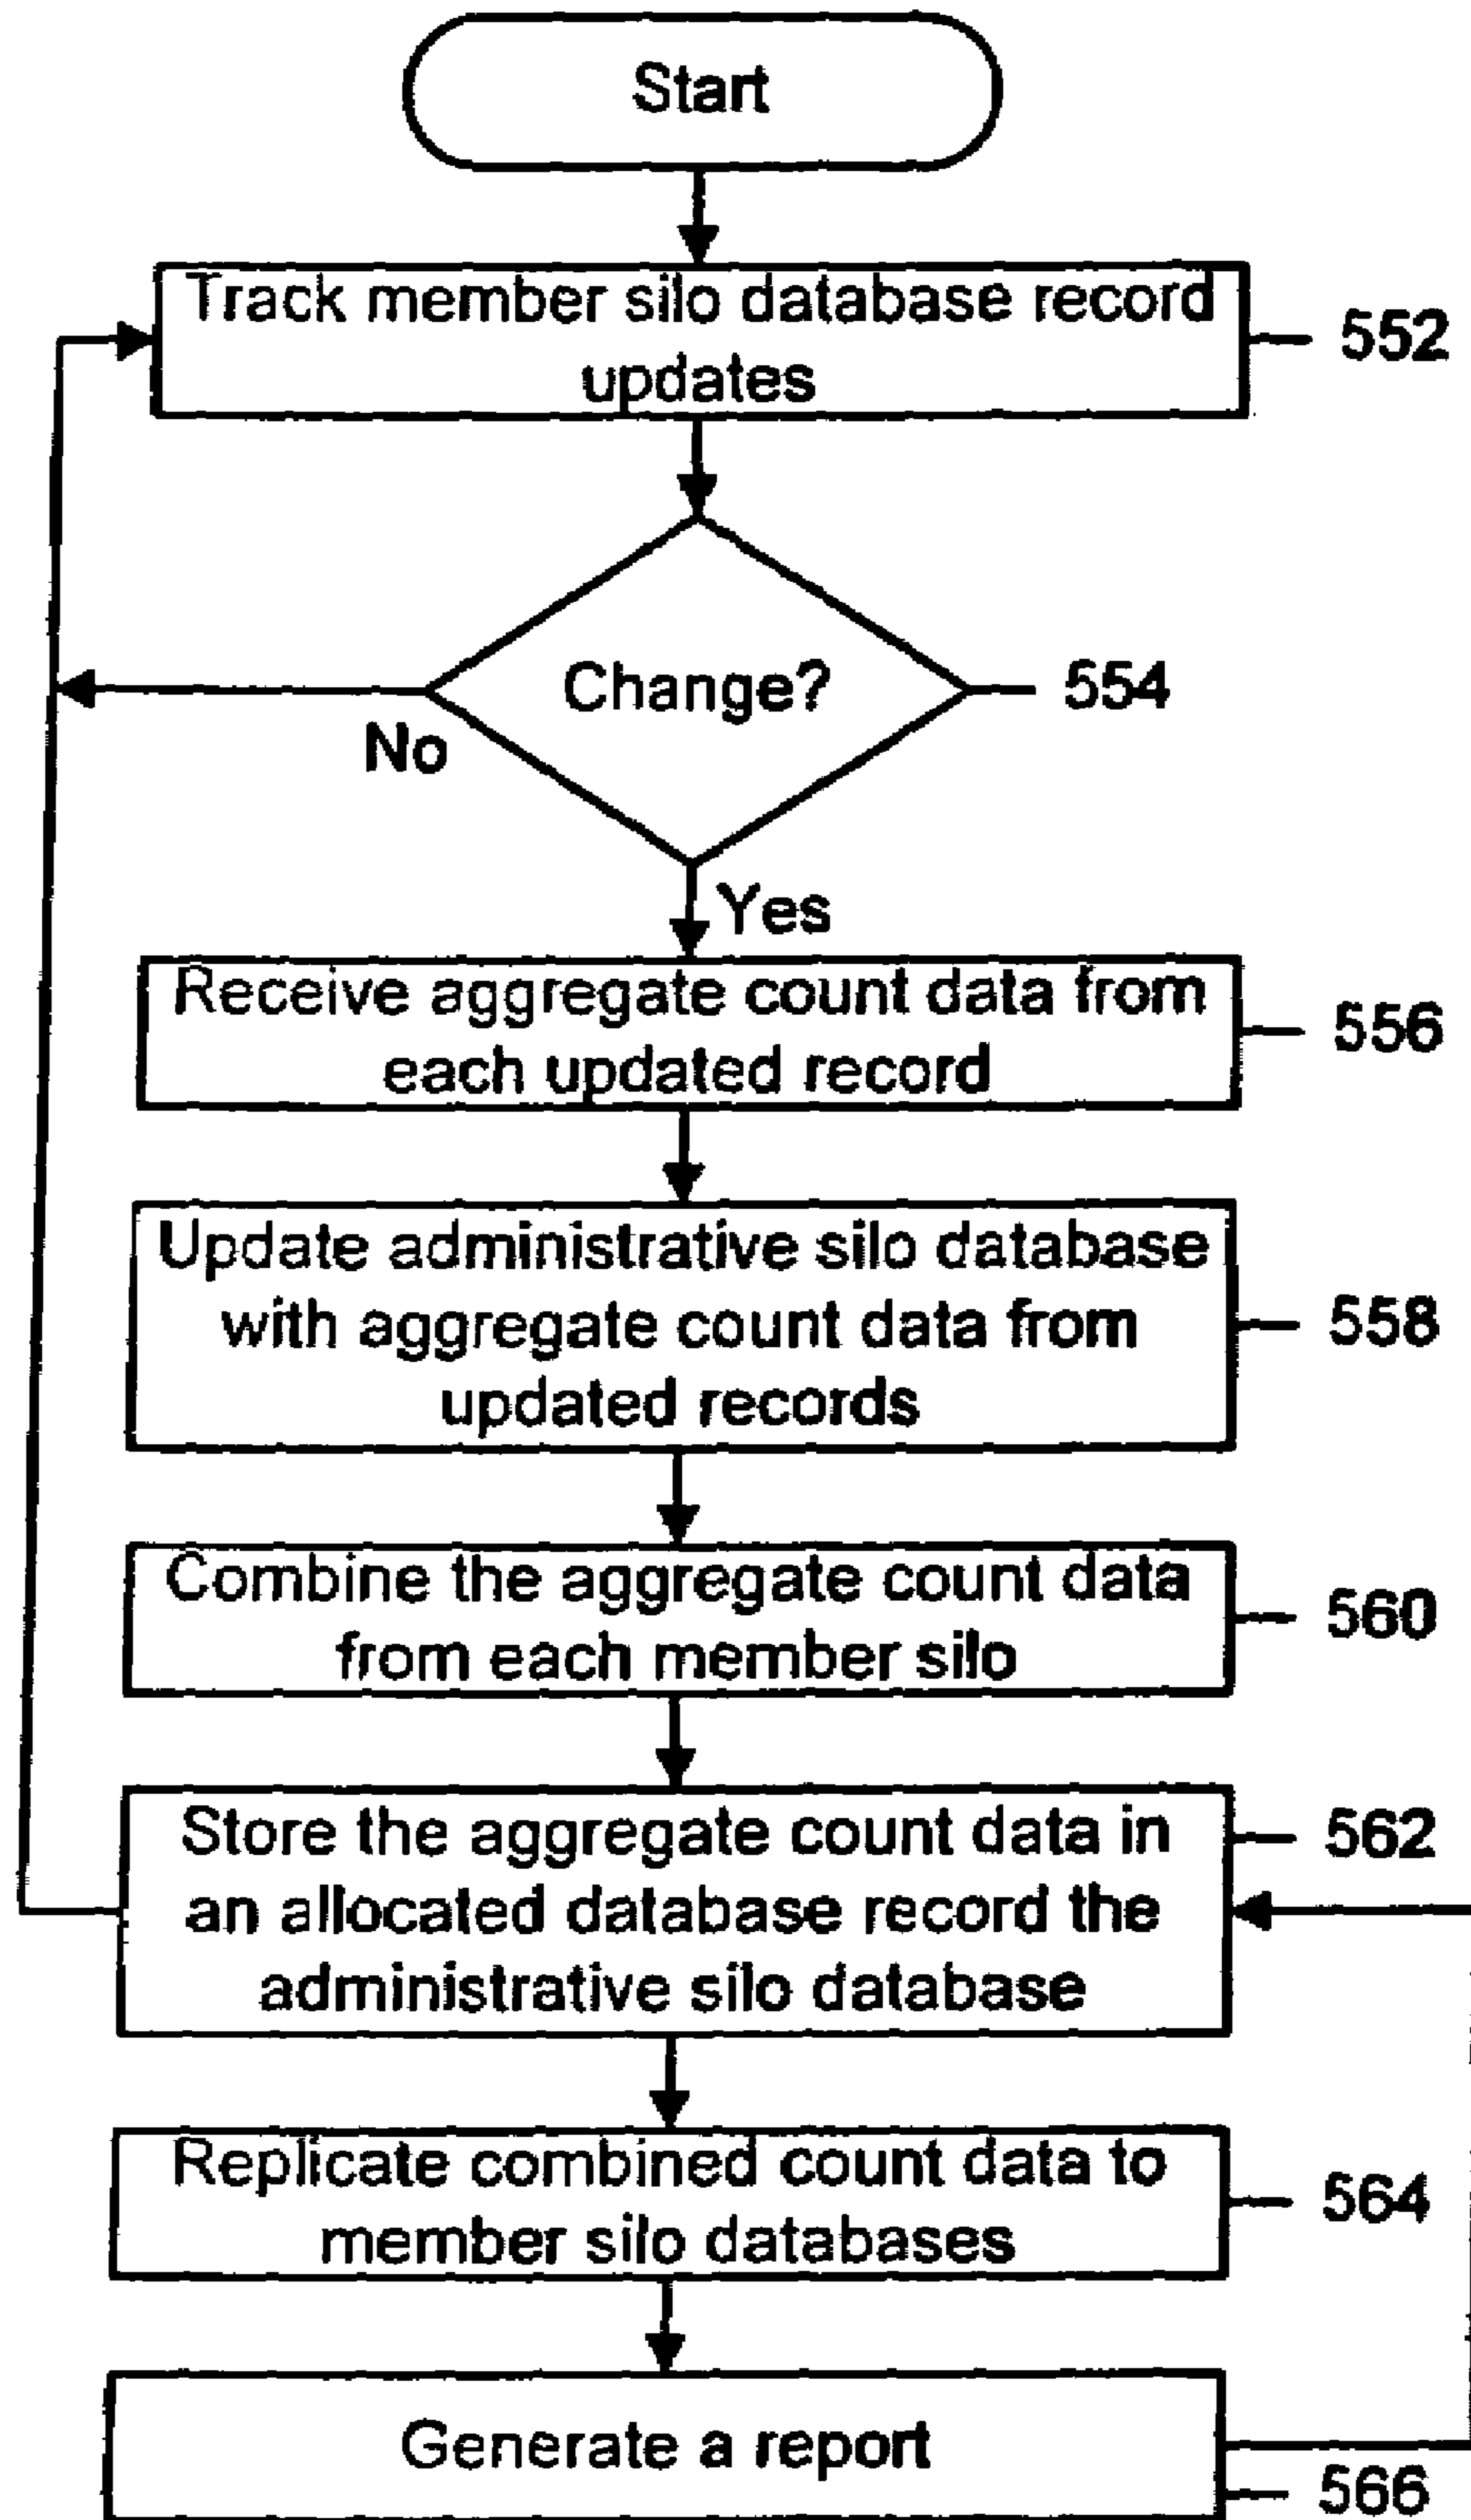 Start
Track member silo database record
updates
552
Change?
554
No
Yes
Receive aggregate count data from
each updated record
556
Update administrative silo database
with aggregate count data from
updated records
558
Combine the aggregate count data
from each member silo
560
Store the aggregate count data in
an allocated database record the
administrative silo database
562
Replicate combined count data to
member silo databases
564
Generate a report
566